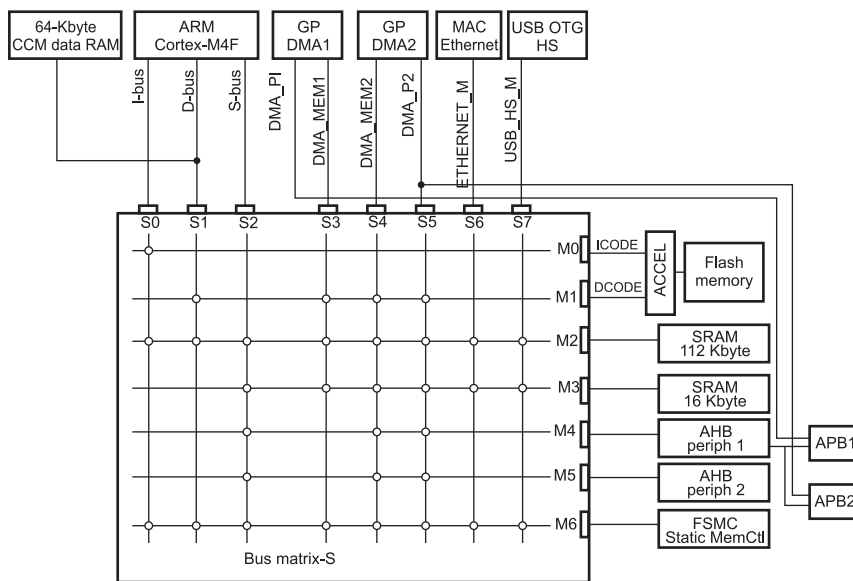 64-Kbyte
CCM data RAM
ARM
Cortex-M4F
GP
DMA1
GP
DMA2
MAC
Ethernet
USB OTG
HS
I-bus
D-bus
S-bus
DMA_PI
DMA_MEM1
DMA_MEM2
DMA_P2
ETHERNET_M
USB_HS_M
S0 S1 S2 S3 S4 S5 S6 S7
M0
ICODE
ACCEL
Flash
memory
M1
DCODE
M2
SRAM
112 Kbyte
M3
SRAM
16 Kbyte
M4
AHB
periph 1
APB1
M5
AHB
periph 2
APB2
M6
FSMC
Static MemCtl
Bus matrix-S